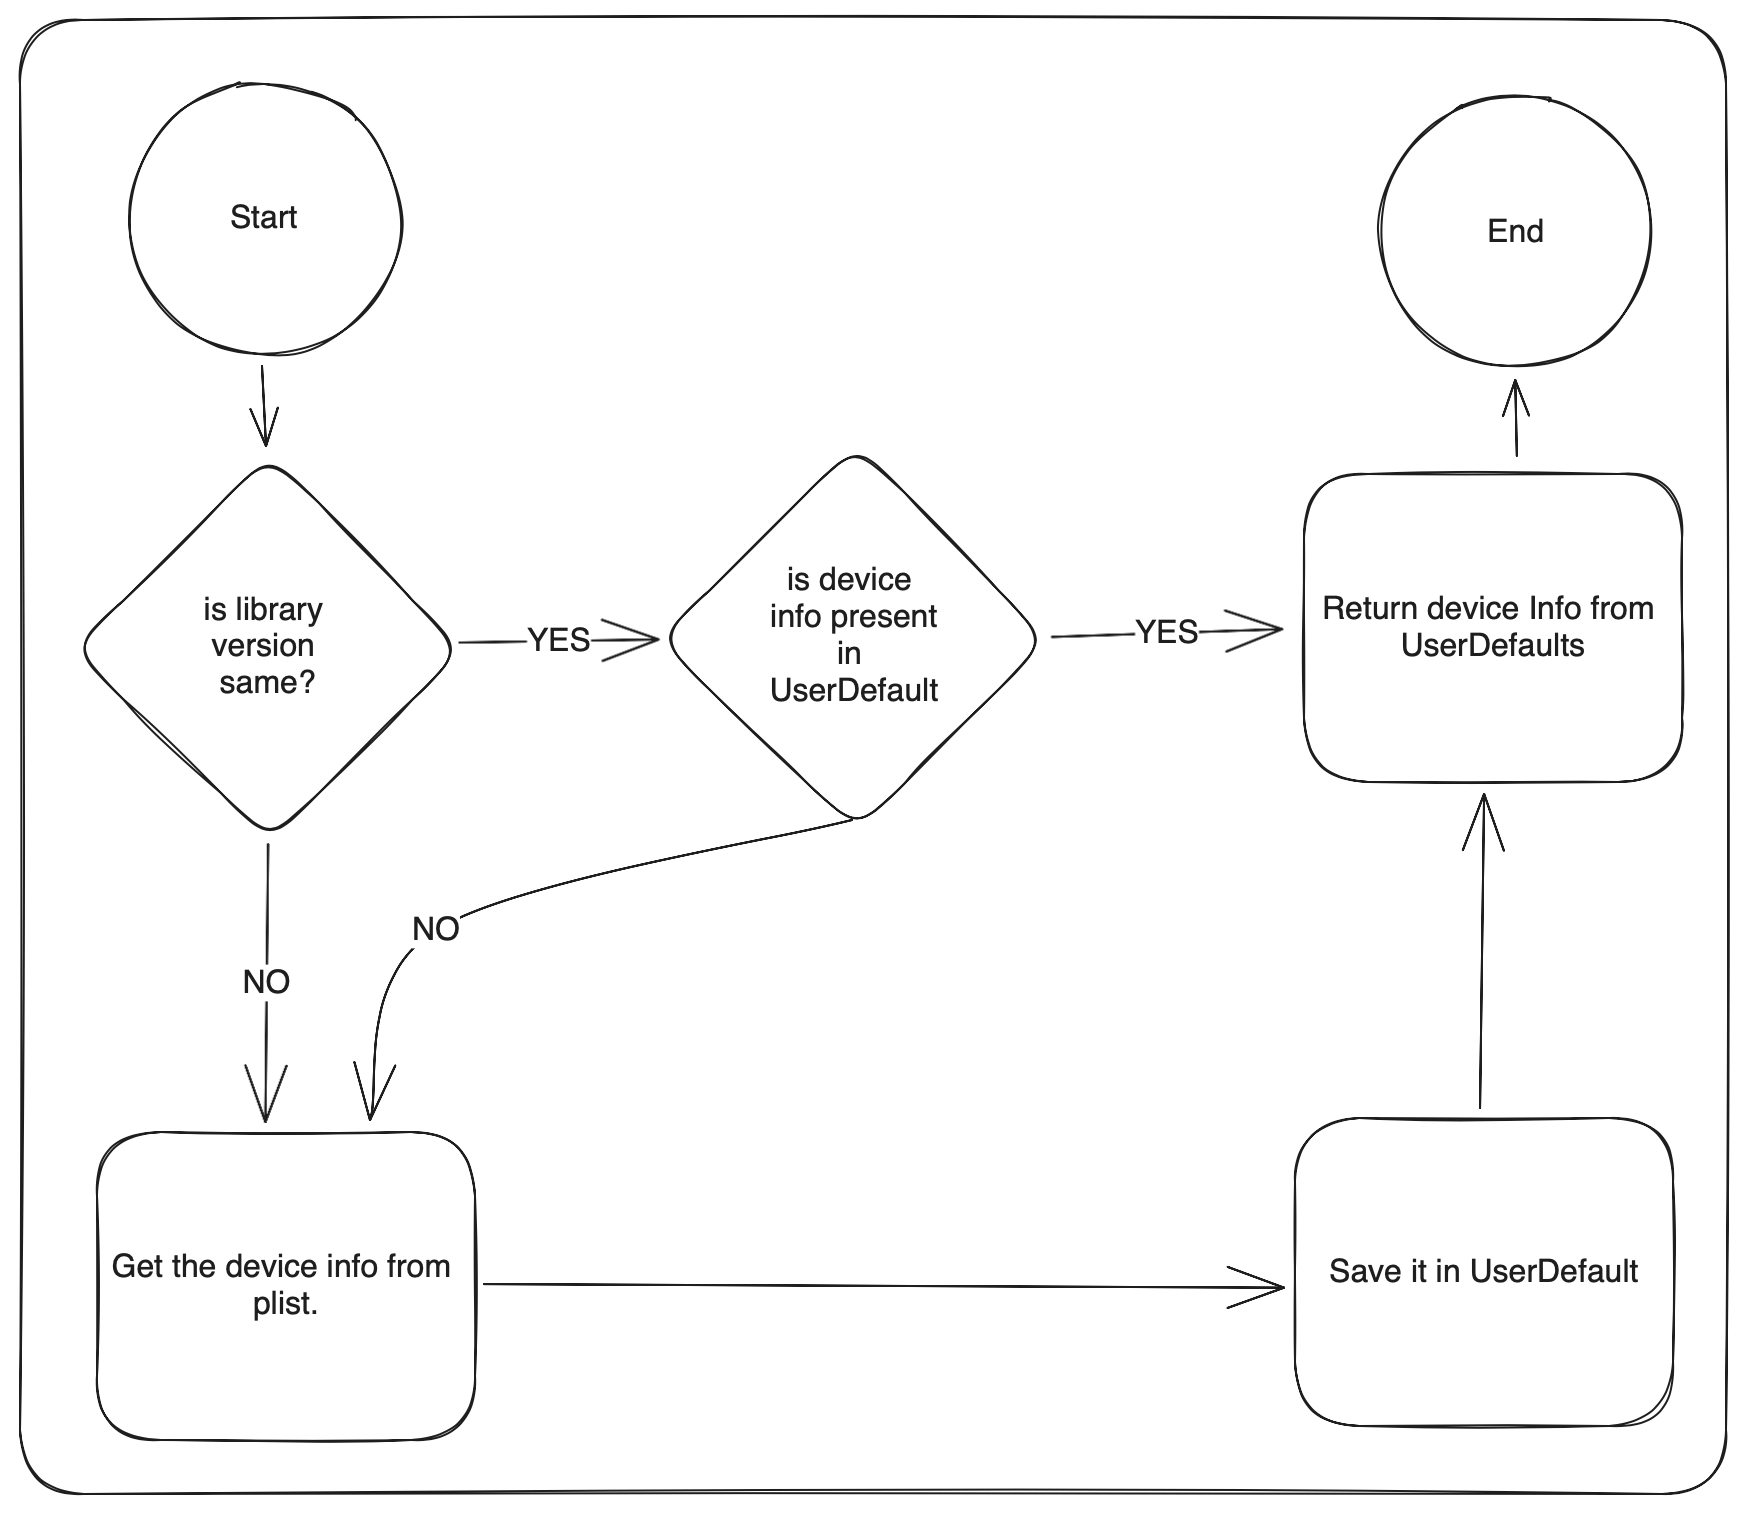 Start
End
is library
version
same?
YES
is device
info present
in
UserDefault
YES
Return device Info from
UserDefaults
NO
NO
Get the device info from
plist.
Save it in UserDefault